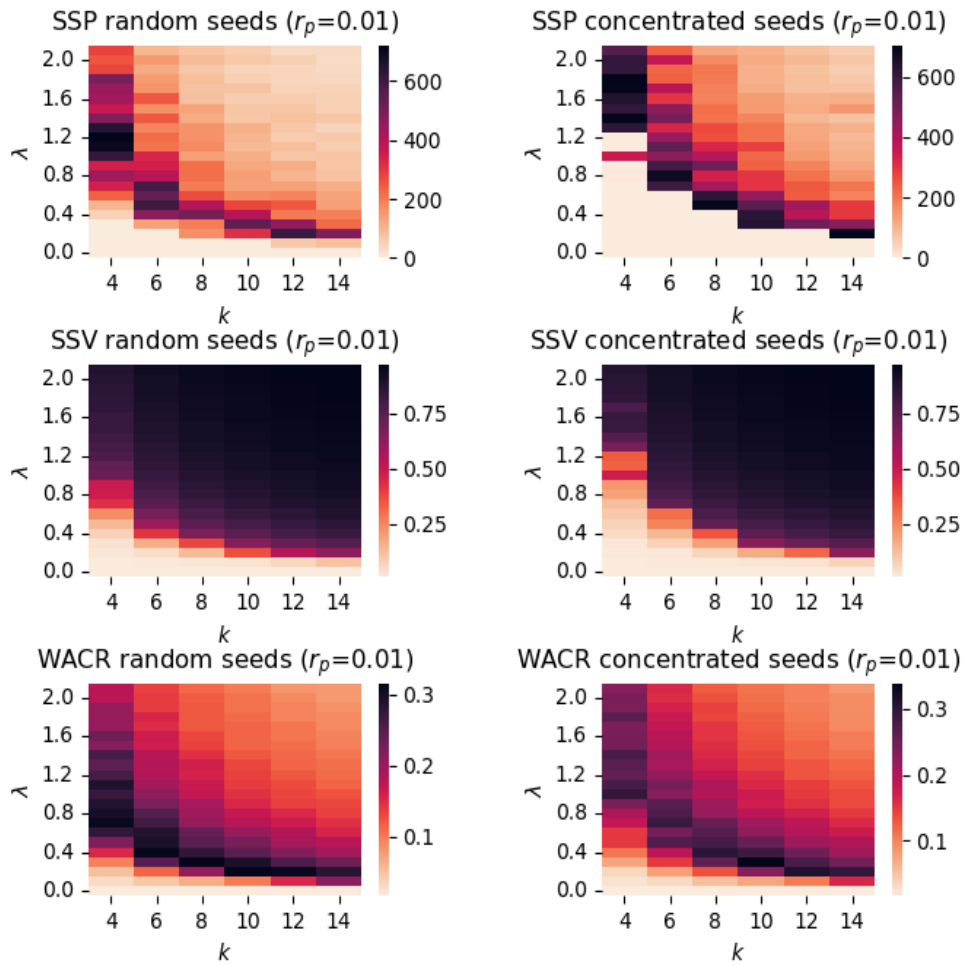 SSP random seeds (r_p=0.01)
2.0
1.6
1.2
0.8
0.4
0.0
λ
4 6 8 10 12 14
k
600
400
200
0
SSP concentrated seeds (r_p=0.01)
2.0
1.6
1.2
0.8
0.4
0.0
λ
4 6 8 10 12 14
k
600
400
200
0
SSV random seeds (r_p=0.01)
2.0
1.6
1.2
0.8
0.4
0.0
λ
4 6 8 10 12 14
k
0.75
0.50
0.25
SSV concentrated seeds (r_p=0.01)
2.0
1.6
1.2
0.8
0.4
0.0
λ
4 6 8 10 12 14
k
0.75
0.50
0.25
WACR random seeds (r_p=0.01)
2.0
1.6
1.2
0.8
0.4
0.0
λ
4 6 8 10 12 14
k
0.3
0.2
0.1
WACR concentrated seeds (r_p=0.01)
2.0
1.6
1.2
0.8
0.4
0.0
λ
4 6 8 10 12 14
k
0.3
0.2
0.1